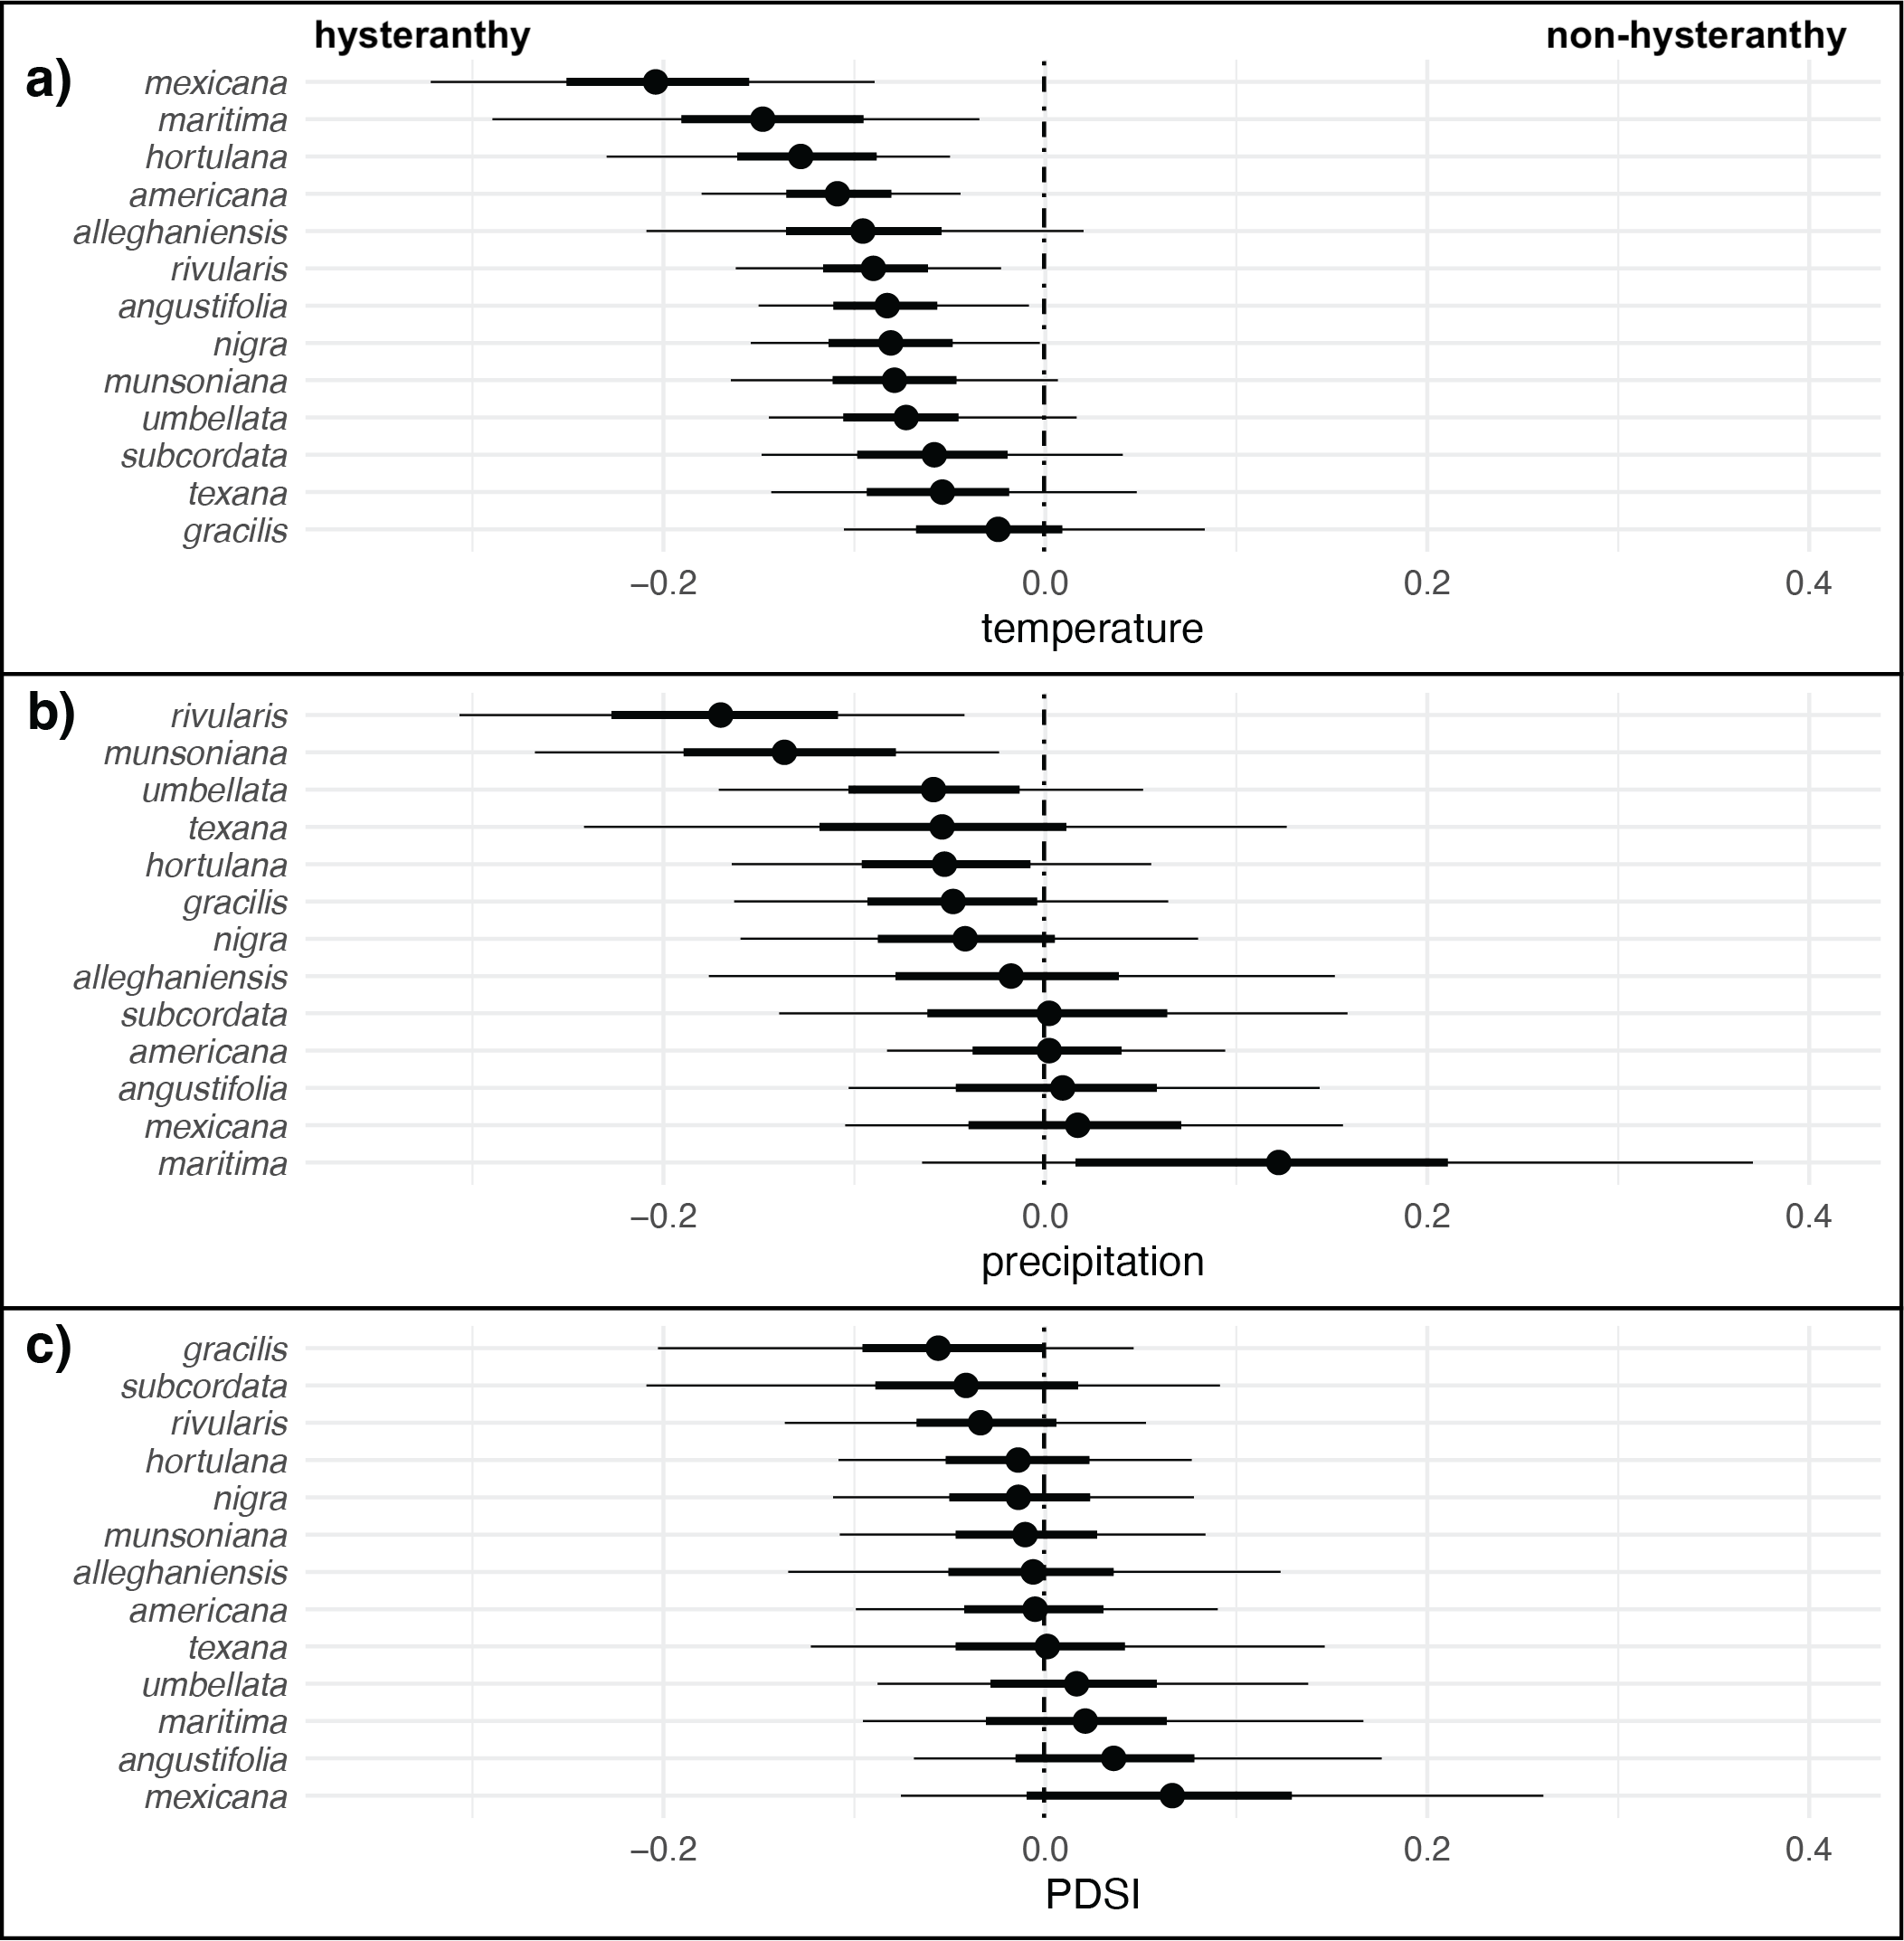 hysteranthy non-hysteranthy
a)
mexicana
maritima
hortulana
americana
alleghaniensis
rivularis
angustifolia
nigra
munsoniana
umbellata
subcordata
texana
gracilis
−0.2 0.0 0.2 0.4
temperature
b)
rivularis
munsoniana
umbellata
texana
hortulana
gracilis
nigra
alleghaniensis
subcordata
americana
angustifolia
mexicana
maritima
−0.2 0.0 0.2 0.4
precipitation
c)
gracilis
subcordata
rivularis
hortulana
nigra
munsoniana
alleghaniensis
americana
texana
umbellata
maritima
angustifolia
mexicana
−0.2 0.0 0.2 0.4
PDSI